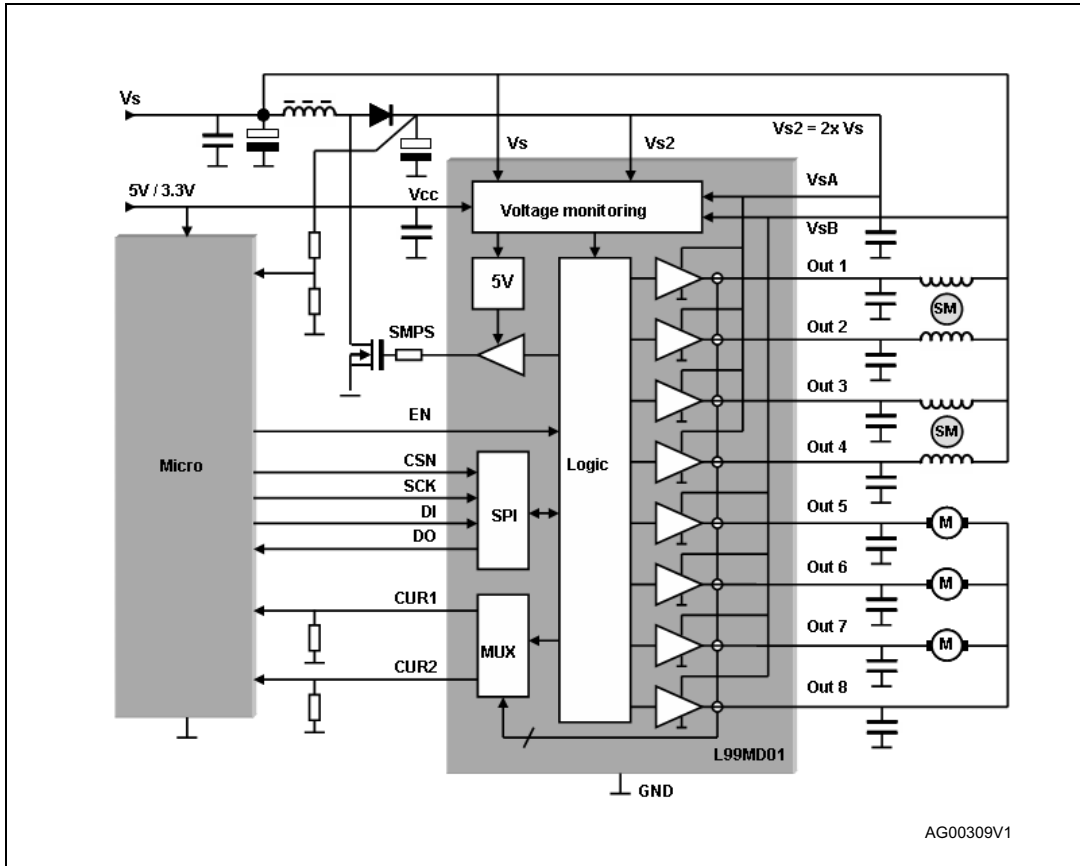 Vs
Vs
Vs2
Vs2 = 2x Vs
5V / 3.3V
Vcc
Voltage monitoring
VsA
VsB
Out 1
5V
SM
SMPS
Out 2
Out 3
EN
SM
Micro
CSN
Logic
Out 4
SCK
SPI
DI
Out 5
M
DO
Out 6
M
CUR1
Out 7
MUX
M
CUR2
Out 8
L99MD01
GND
AG00309V1